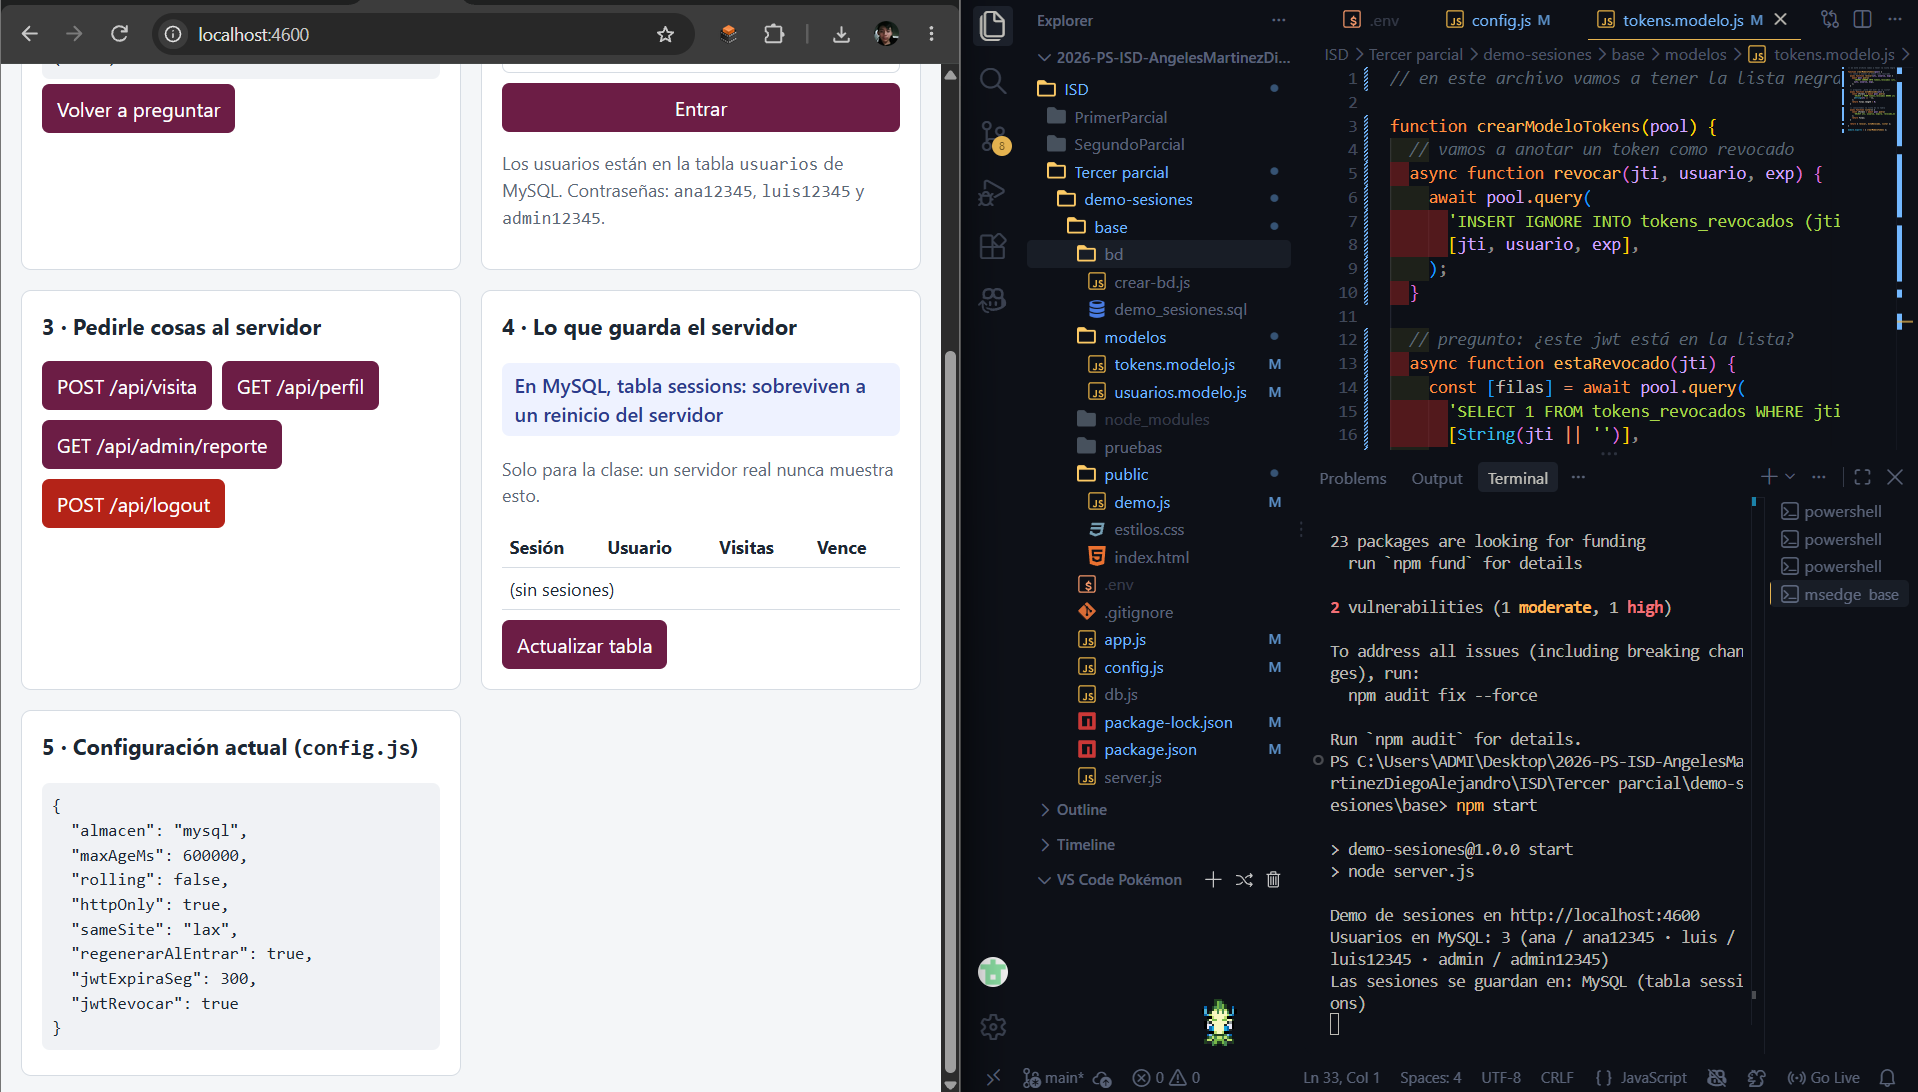 localhost:4600
Volver a preguntar
Entrar
Los usuarios están en la tabla usuarios de
MySQL. Contraseñas: ana12345, luis12345 y
admin12345.
3 · Pedirle cosas al servidor
POST /api/visita
GET /api/perfil
GET /api/admin/reporte
POST /api/logout
4 · Lo que guarda el servidor
En MySQL, tabla sessions: sobreviven a
un reinicio del servidor
Solo para la clase: un servidor real nunca muestra
esto.
Sesión Usuario Visitas Vence
(sin sesiones)
Actualizar tabla
5 · Configuración actual (config.js)
{
"almacen": "mysql",
"maxAgeMs": 600000,
"rolling": false,
"httpOnly": true,
"sameSite": "lax",
"regenerarAlEntrar": true,
"jwtExpiraSeg": 300,
"jwtRevocar": true
}
Explorer
2026-PS-ISD-AngelesMartinezDi...
ISD
PrimerParcial
SegundoParcial
Tercer parcial
demo-sesiones
base
bd
JS crear-bd.js
demo_sesiones.sql
modelos
JS tokens.modelo.js M
JS usuarios.modelo.js M
node_modules
pruebas
public
JS demo.js M
estilos.css
index.html
$ .env
.gitignore
JS app.js M
JS config.js M
JS db.js
package-lock.json M
package.json M
JS server.js
Outline
Timeline
VS Code Pokémon
8
$ .env
JS config.js M
JS tokens.modelo.js M
ISD > Tercer parcial > demo-sesiones > base > modelos > JS tokens.modelo.js >
1 // en este archivo vamos a tener la lista negra
2
3 function crearModeloTokens(pool) {
4 // vamos a anotar un token como revocado
5 async function revocar(jti, usuario, exp) {
6 await pool.query(
7 'INSERT IGNORE INTO tokens_revocados (jti
8 [jti, usuario, exp],
9 );
10 }
11
12 // pregunto: ¿este jwt está en la lista?
13 async function estaRevocado(jti) {
14 const [filas] = await pool.query(
15 'SELECT 1 FROM tokens_revocados WHERE jti
16 [String(jti || '')],
Problems Output Terminal
23 packages are looking for funding
run `npm fund` for details
2 vulnerabilities (1 moderate, 1 high)
To address all issues (including breaking chan
ges), run:
npm audit fix --force
Run `npm audit` for details.
PS C:\Users\ADMI\Desktop\2026-PS-ISD-AngelesMa
rtinezDiegoAlejandro\ISD\Tercer parcial\demo-s
esiones\base> npm start
> demo-sesiones@1.0.0 start
> node server.js
Demo de sesiones en http://localhost:4600
Usuarios en MySQL: 3 (ana / ana12345 · luis /
luis12345 · admin / admin12345)
Las sesiones se guardan en: MySQL (tabla sessi
ons)
powershell
powershell
powershell
msedge base
main* 0 0 Ln 33, Col 1 Spaces: 4 UTF-8 CRLF { } JavaScript Go Live